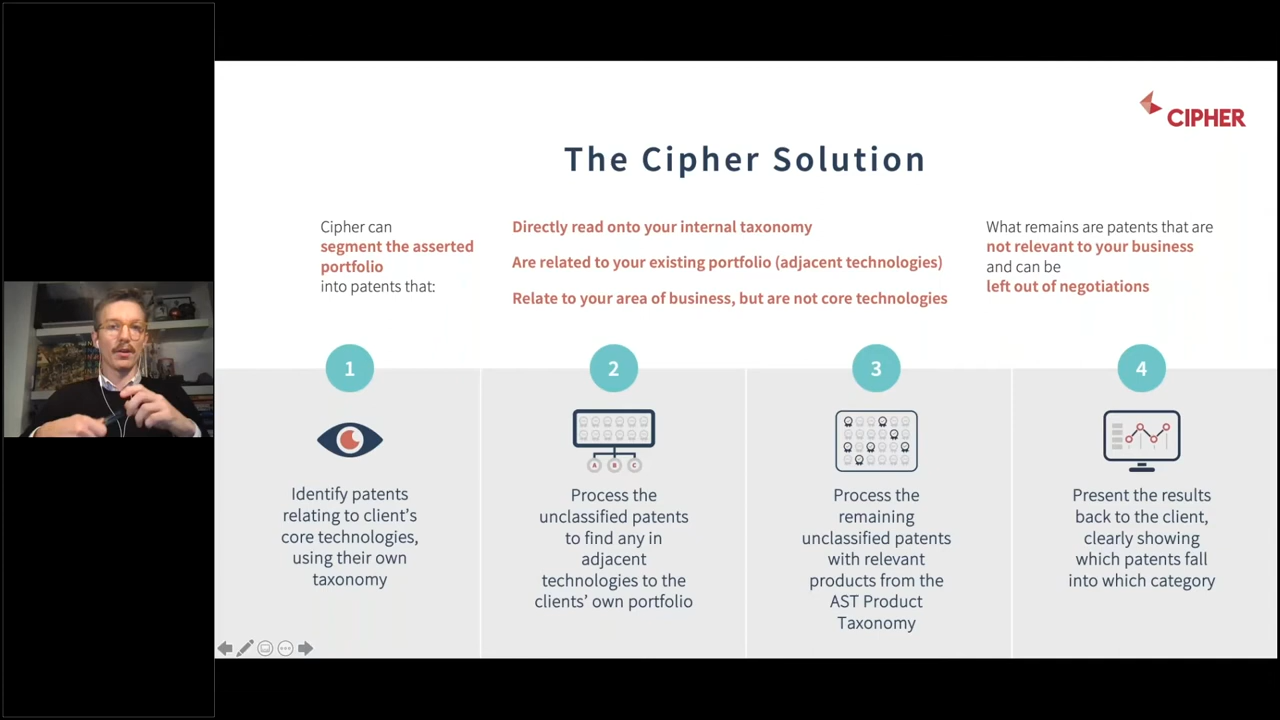 CIPHER
The Cipher Solution
Cipher can
segment the asserted
portfolio
into patents that:
Directly read onto your internal taxonomy
Are related to your existing portfolio (adjacent technologies)
Relate to your area of business, but are not core technologies
What remains are patents that are
not relevant to your business
and can be
left out of negotiations
1
Identify patents
relating to client’s
core technologies,
using their own
taxonomy
2
A B C
Process the
unclassified patents
to find any in
adjacent
technologies to the
clients’ own portfolio
3
Process the
remaining
unclassified patents
with relevant
products from the
AST Product
Taxonomy
4
Present the results
back to the client,
clearly showing
which patents fall
into which category